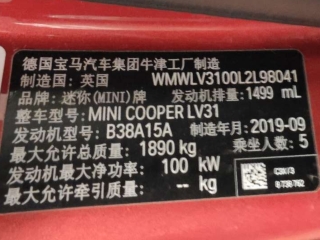 德国宝马汽车集团牛津工厂制造
制造国：英国 WMWLV3100L2L98041
品牌：迷你(MINI)牌 发动机排量：1499 mL
整车型号：MINI COOPER LV31
发动机型号：B38A15A 制造年月：2019-09
最大允许总质量：1890 kg 乘坐人数：5
发动机最大净功率：100 kW
最大允许牵引质量：-- kg
8738762